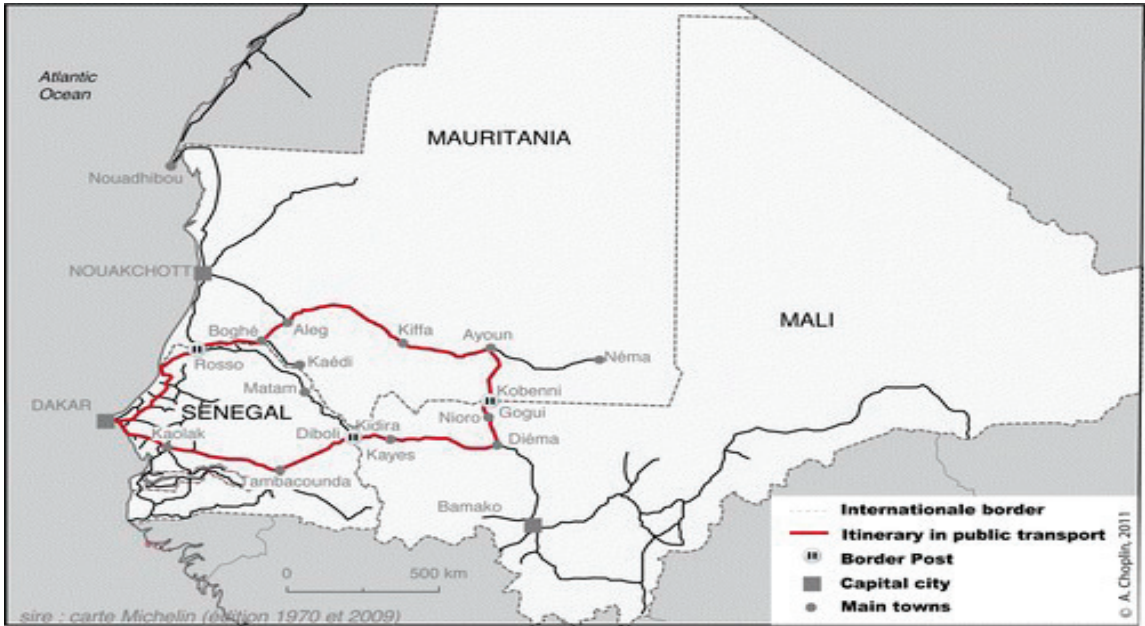 Atlantic
Ocean
MAURITANIA
Nouadhibou
NOUAKCHOTT
MALI
Boghé
Aleg
Kiffa
Ayoun
Néma
Rosso
Kaédi
Matam
Kobenni
DAKAR
SENEGAL
Nioro
Gogui
Kaolak
Diboli
Kidira
Diéma
Kayes
Tambacounda
Bamako
0
500 km
Internationale border
Itinerary in public transport
Border Post
Capital city
Main towns
© A. Choplin, 2011
sire : carte Michelin (édition 1970 et 2009)